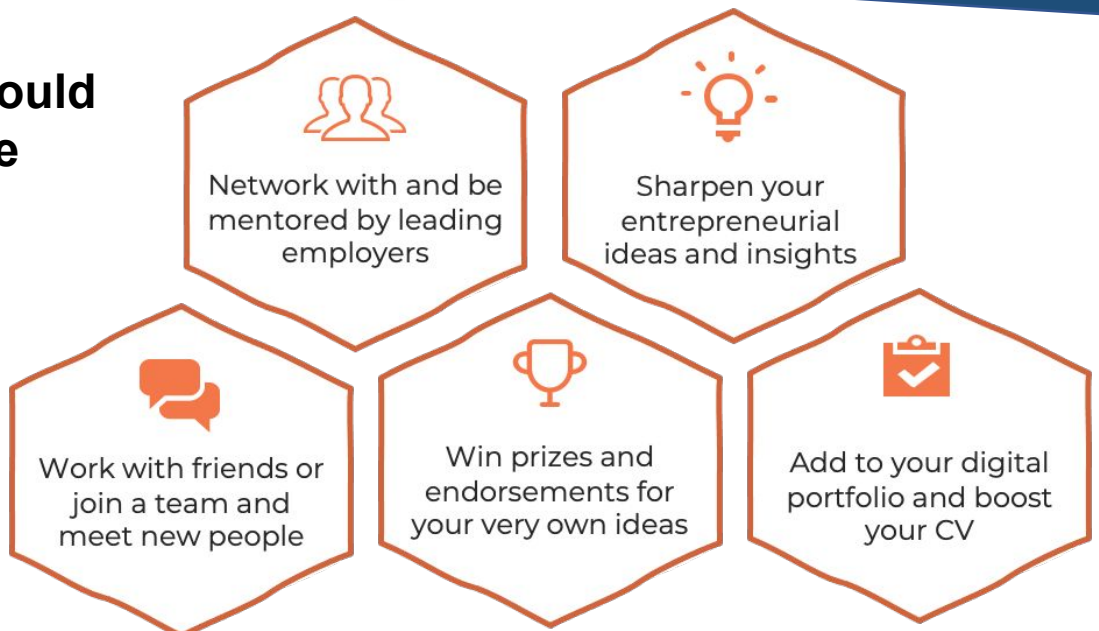 ould
e
Network with and be
mentored by leading
employers
Sharpen your
entrepreneurial
ideas and insights
Work with friends or
join a team and
meet new people
Win prizes and
endorsements for
your very own ideas
Add to your digital
portfolio and boost
your CV